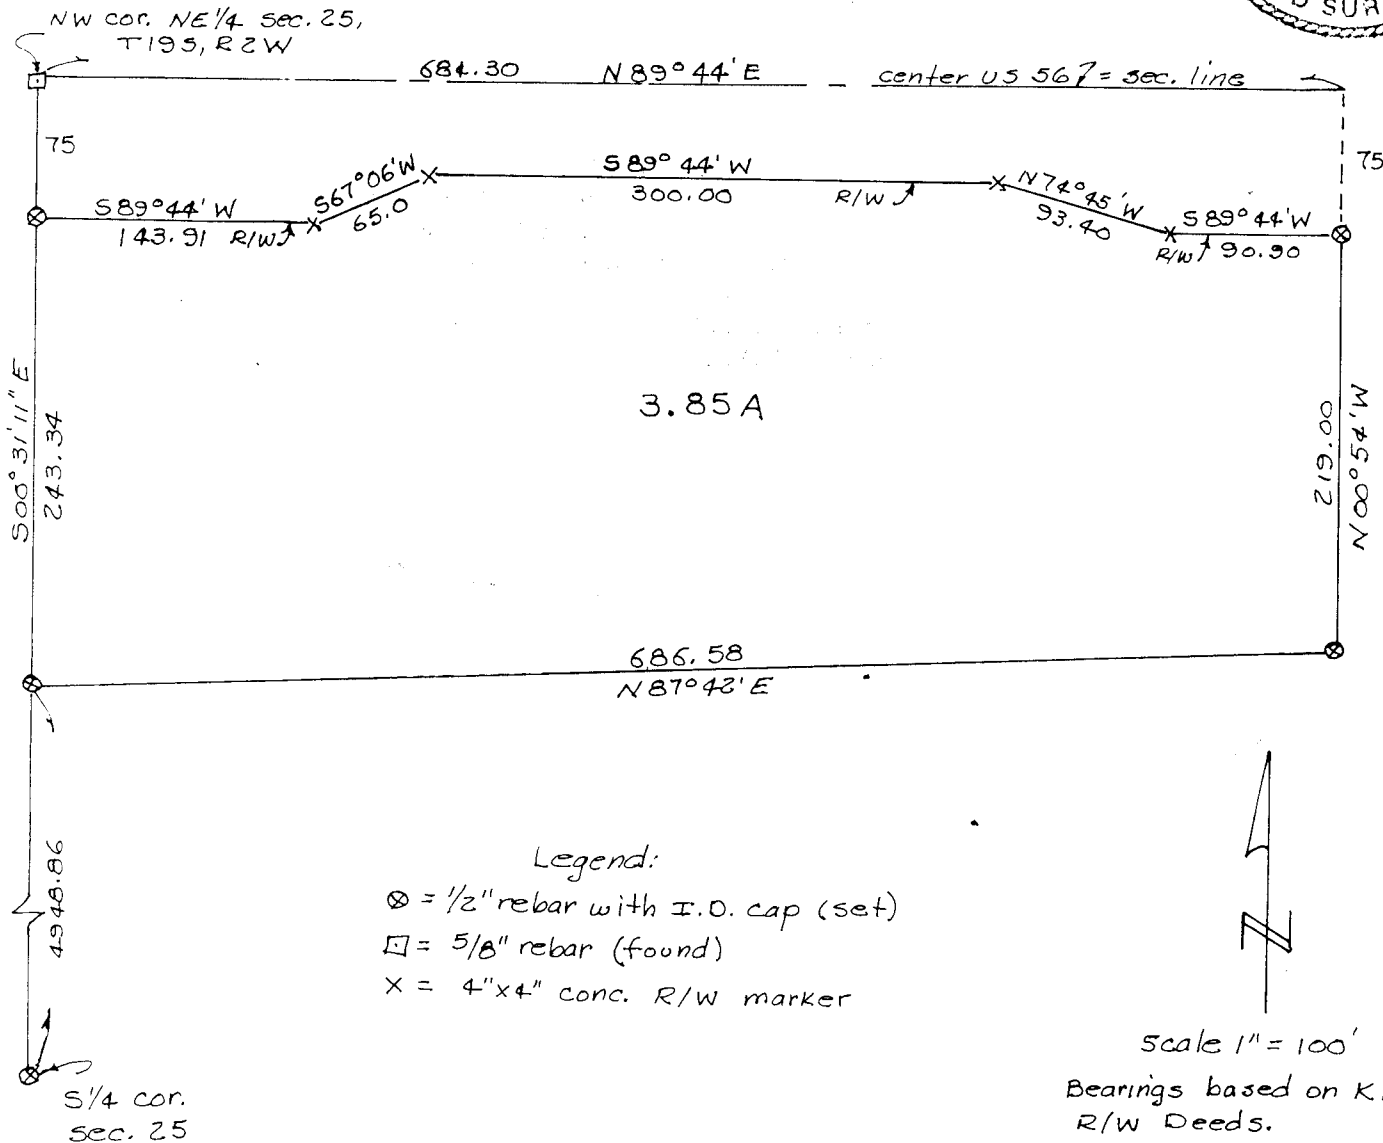 NW cor. NE 1/4 sec. 25,
T19S, R2W
684.30 N 89° 44' E center US 56 = sec. line
75
75
S 89° 44' W
143.91 R/W
S67°06'W
65.0
S 89° 44' W
300.00 R/W
N74°45'W
93.40
S 89° 44' W
R/W 90.90
S00°31'11"E
243.34
3.85 A
219.00
N 00°54' W
686.58
N 87° 42' E
4948.86
Legend:
⊗ = 1/2" rebar with I.D. cap (set)
⊡ = 5/8" rebar (found)
X = 4"x4" conc. R/W marker
N
Scale 1" = 100'
Bearings based on K.
R/W Deeds.
S 1/4 cor.
sec. 25